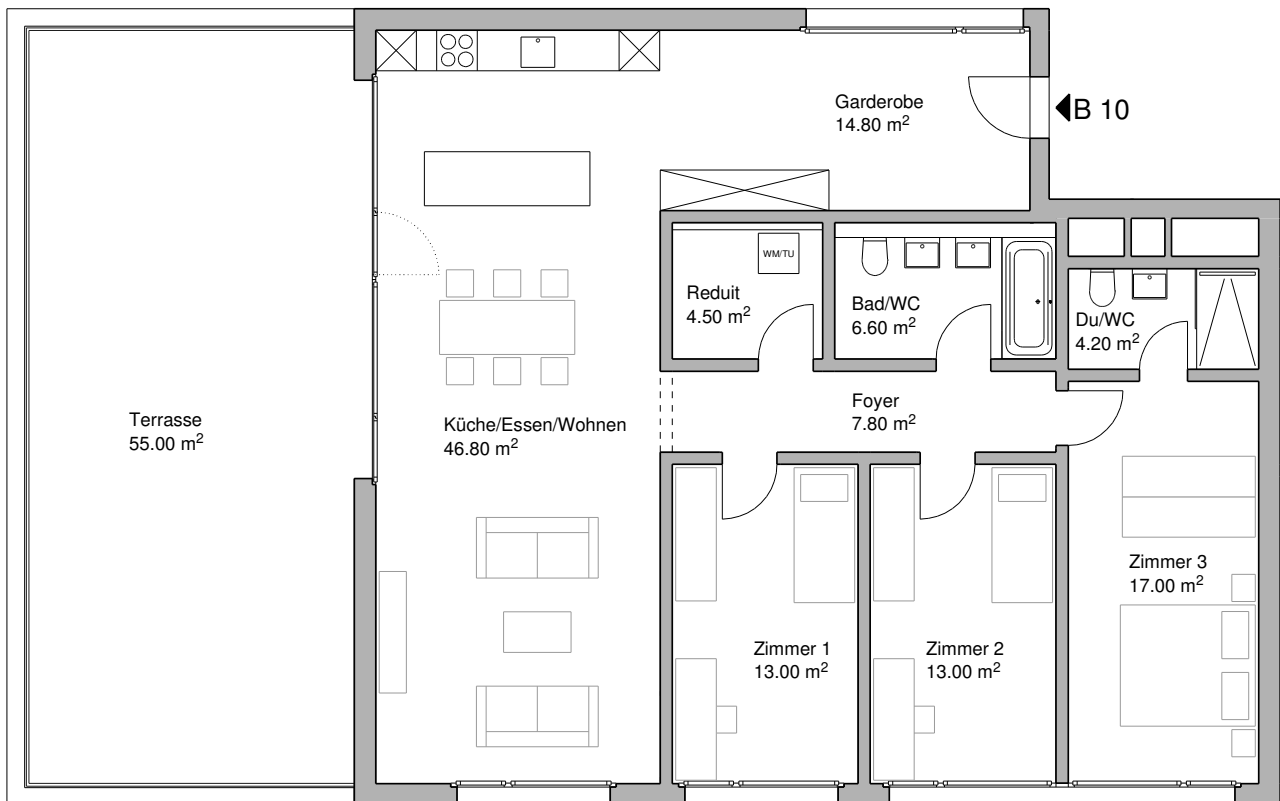 Garderobe
14.80 m²
B 10
WM/TU
Reduit
4.50 m²
Bad/WC
6.60 m²
Du/WC
4.20 m²
Foyer
7.80 m²
Terrasse
55.00 m²
Küche/Essen/Wohnen
46.80 m²
Zimmer 3
17.00 m²
Zimmer 1
13.00 m²
Zimmer 2
13.00 m²